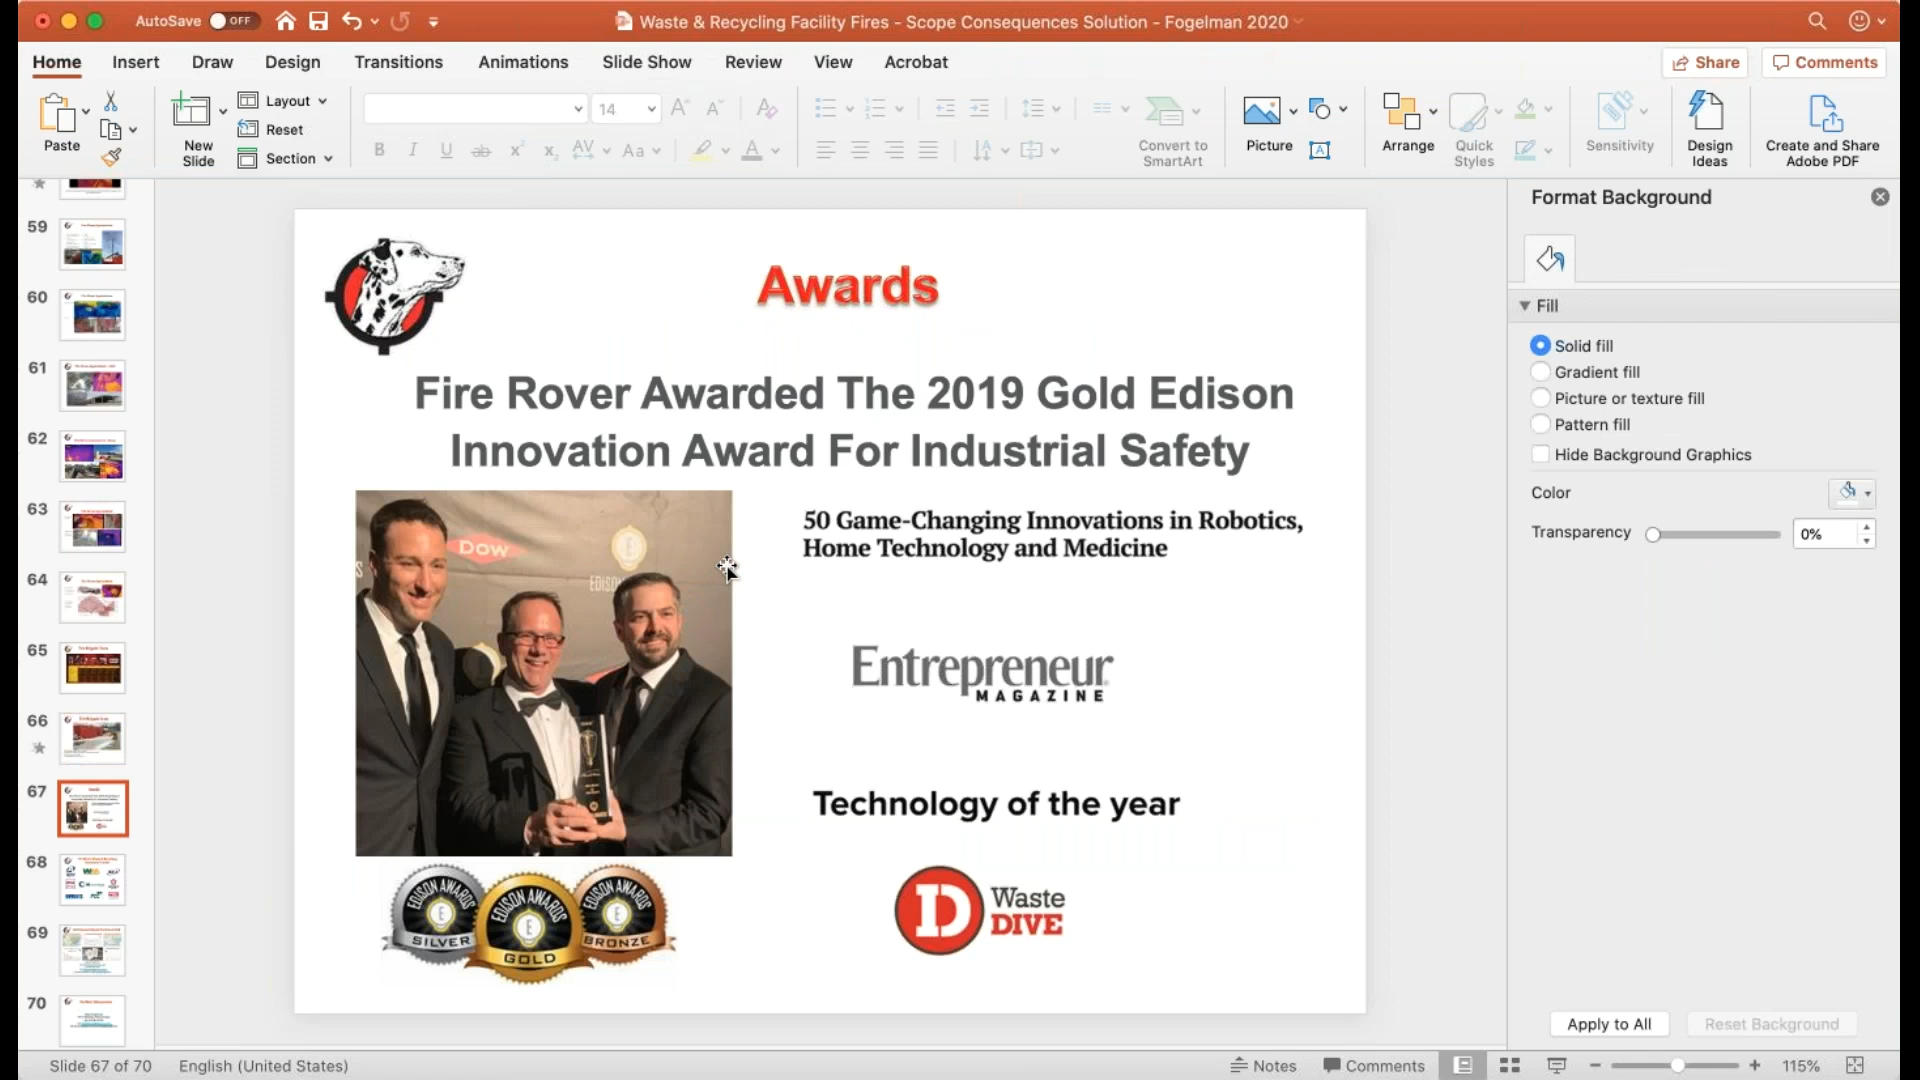 AutoSave OFF
Waste & Recycling Facility Fires - Scope Consequences Solution - Fogelman 2020
Home Insert Draw Design Transitions Animations Slide Show Review View Acrobat
Share Comments
Paste
New Slide
Layout
Reset
Section
14
B I U ab X² X₂ AV Aa A
Convert to SmartArt
Picture
Arrange
Quick Styles
Sensitivity
Design Ideas
Create and Share Adobe PDF
59
60
61
62
63
64
65
66
67
68
69
70
Awards
Fire Rover Awarded The 2019 Gold Edison
Innovation Award For Industrial Safety
DOW
E
EDISO
50 Game-Changing Innovations in Robotics,
Home Technology and Medicine
Entrepreneur
MAGAZINE
Technology of the year
EDISON AWARDS
E
SILVER
EDISON AWARDS
E
GOLD
EDISON AWARDS
E
BRONZE
D Waste
DIVE
Format Background
Fill
Solid fill
Gradient fill
Picture or texture fill
Pattern fill
Hide Background Graphics
Color
Transparency 0%
Apply to All Reset Background
Slide 67 of 70 English (United States) Notes Comments 115%